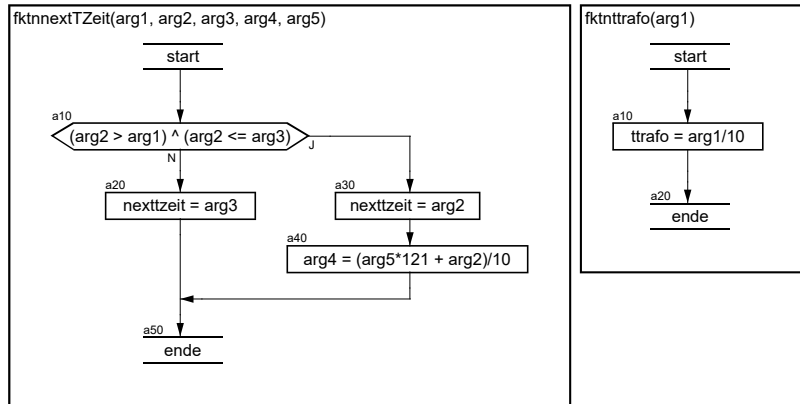 fktnnextTZeit(arg1, arg2, arg3, arg4, arg5)
start
a10
(arg2 > arg1) ^ (arg2 <= arg3)
J
N
a20
nexttzeit = arg3
a30
nexttzeit = arg2
a40
arg4 = (arg5*121 + arg2)/10
a50
ende
fktnttrafo(arg1)
start
a10
ttrafo = arg1/10
a20
ende